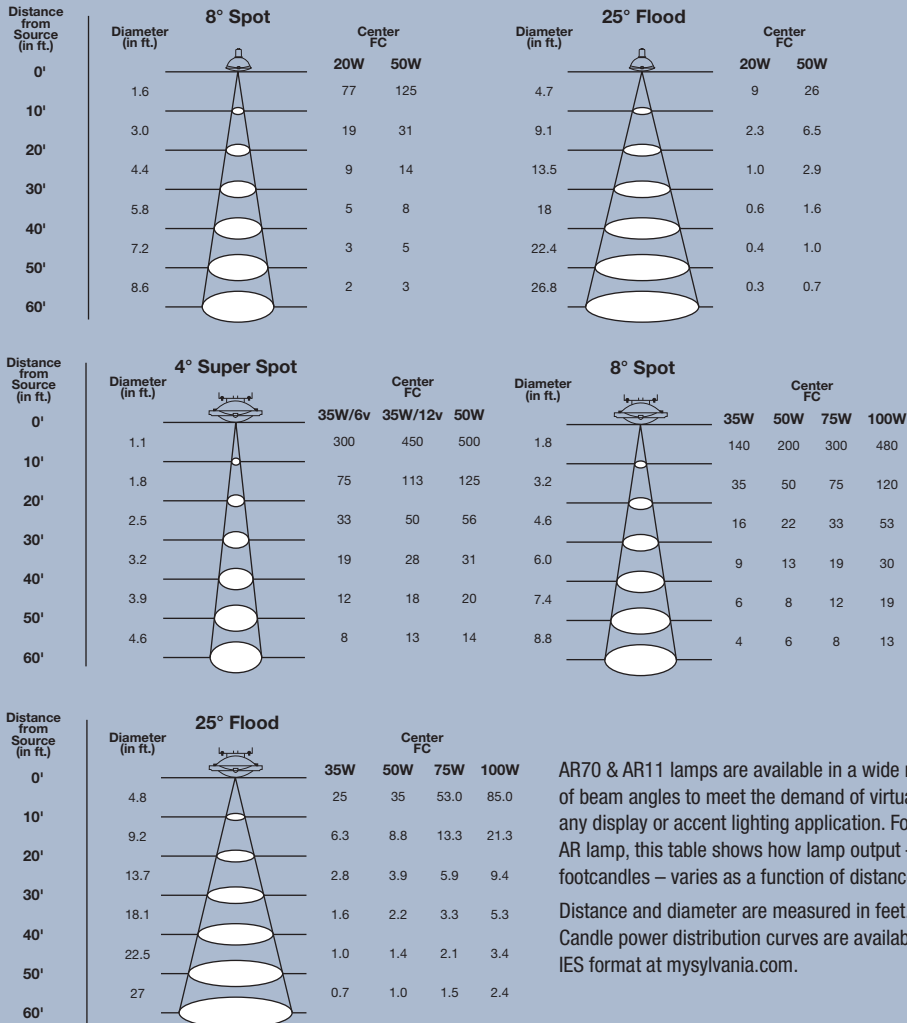 Distance
from
Source
(in ft.)
8° Spot
25° Flood
Diameter
(in ft.)
Center
FC
Diameter
(in ft.)
Center
FC
20W 50W
20W 50W
0'
1.6 77 125 4.7 9 26
10'
3.0 19 31 9.1 2.3 6.5
20'
4.4 9 14 13.5 1.0 2.9
30'
5.8 5 8 18 0.6 1.6
40'
7.2 3 5 22.4 0.4 1.0
50'
8.6 2 3 26.8 0.3 0.7
60'
Distance
from
Source
(in ft.)
4° Super Spot
8° Spot
Diameter
(in ft.)
Center
FC
Diameter
(in ft.)
Center
FC
35W/6v 35W/12v 50W
35W 50W 75W 100W
0'
1.1 300 450 500 1.8 140 200 300 480
10'
1.8 75 113 125 3.2 35 50 75 120
20'
2.5 33 50 56 4.6 16 22 33 53
30'
3.2 19 28 31 6.0 9 13 19 30
40'
3.9 12 18 20 7.4 6 8 12 19
50'
4.6 8 13 14 8.8 4 6 8 13
60'
Distance
from
Source
(in ft.)
25° Flood
Diameter
(in ft.)
Center
FC
35W 50W 75W 100W
0'
4.8 25 35 53.0 85.0
10'
9.2 6.3 8.8 13.3 21.3
20'
13.7 2.8 3.9 5.9 9.4
30'
18.1 1.6 2.2 3.3 5.3
40'
22.5 1.0 1.4 2.1 3.4
50'
27 0.7 1.0 1.5 2.4
60'
AR70 & AR11 lamps are available in a wide
of beam angles to meet the demand of
any display or accent lighting application.
AR lamp, this table shows how lamp output
footcandles – varies as a function of
Distance and diameter are measured in feet
Candle power distribution curves are
IES format at mysylvania.com.